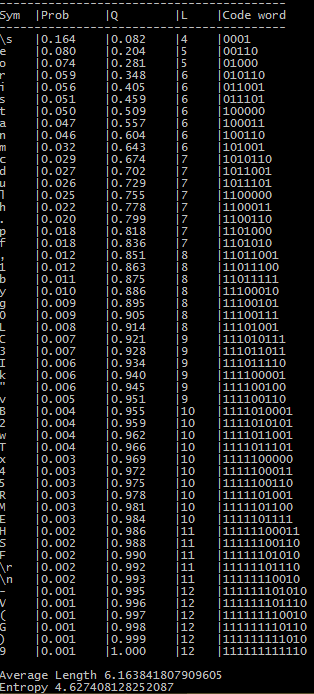 Sym |Prob |Q |L |Code word
\s |0.164 |0.082 |4 |0001
e |0.080 |0.204 |5 |00110
o |0.074 |0.281 |5 |01000
r |0.059 |0.348 |6 |010110
i |0.056 |0.405 |6 |011001
s |0.051 |0.459 |6 |011101
t |0.050 |0.509 |6 |100000
a |0.047 |0.557 |6 |100011
n |0.046 |0.604 |6 |100110
m |0.032 |0.643 |6 |101001
c |0.029 |0.674 |7 |1010110
d |0.027 |0.702 |7 |1011001
u |0.026 |0.729 |7 |1011101
l |0.025 |0.755 |7 |1100000
h |0.022 |0.778 |7 |1100011
. |0.020 |0.799 |7 |1100110
p |0.018 |0.818 |7 |1101000
f |0.018 |0.836 |7 |1101010
, |0.012 |0.851 |8 |11011001
1 |0.012 |0.863 |8 |11011100
b |0.011 |0.875 |8 |11011111
y |0.010 |0.886 |8 |11100010
g |0.009 |0.895 |8 |11100101
0 |0.009 |0.905 |8 |11100111
L |0.008 |0.914 |8 |11101001
C |0.007 |0.921 |9 |111010111
3 |0.007 |0.928 |9 |111011011
I |0.006 |0.934 |9 |111011110
k |0.006 |0.940 |9 |111100001
" |0.006 |0.945 |9 |111100100
v |0.005 |0.951 |9 |111100110
B |0.004 |0.955 |10 |1111010001
2 |0.004 |0.959 |10 |1111010101
w |0.004 |0.962 |10 |1111011001
T |0.004 |0.966 |10 |1111011101
x |0.003 |0.969 |10 |1111100000
4 |0.003 |0.972 |10 |1111100011
5 |0.003 |0.975 |10 |1111100110
R |0.003 |0.978 |10 |1111101001
M |0.003 |0.981 |10 |1111101100
E |0.003 |0.984 |10 |1111101111
H |0.002 |0.986 |11 |11111100011
S |0.002 |0.988 |11 |11111100110
F |0.002 |0.990 |11 |11111101010
\r |0.002 |0.992 |11 |11111101110
\n |0.002 |0.993 |11 |11111110010
- |0.001 |0.995 |12 |111111101010
V |0.001 |0.996 |12 |111111101110
( |0.001 |0.997 |12 |111111110010
G |0.001 |0.998 |12 |111111110110
) |0.001 |0.999 |12 |111111111010
9 |0.001 |1.000 |12 |111111111110
Average Length 6.163841807909605
Entropy 4.627408128252087